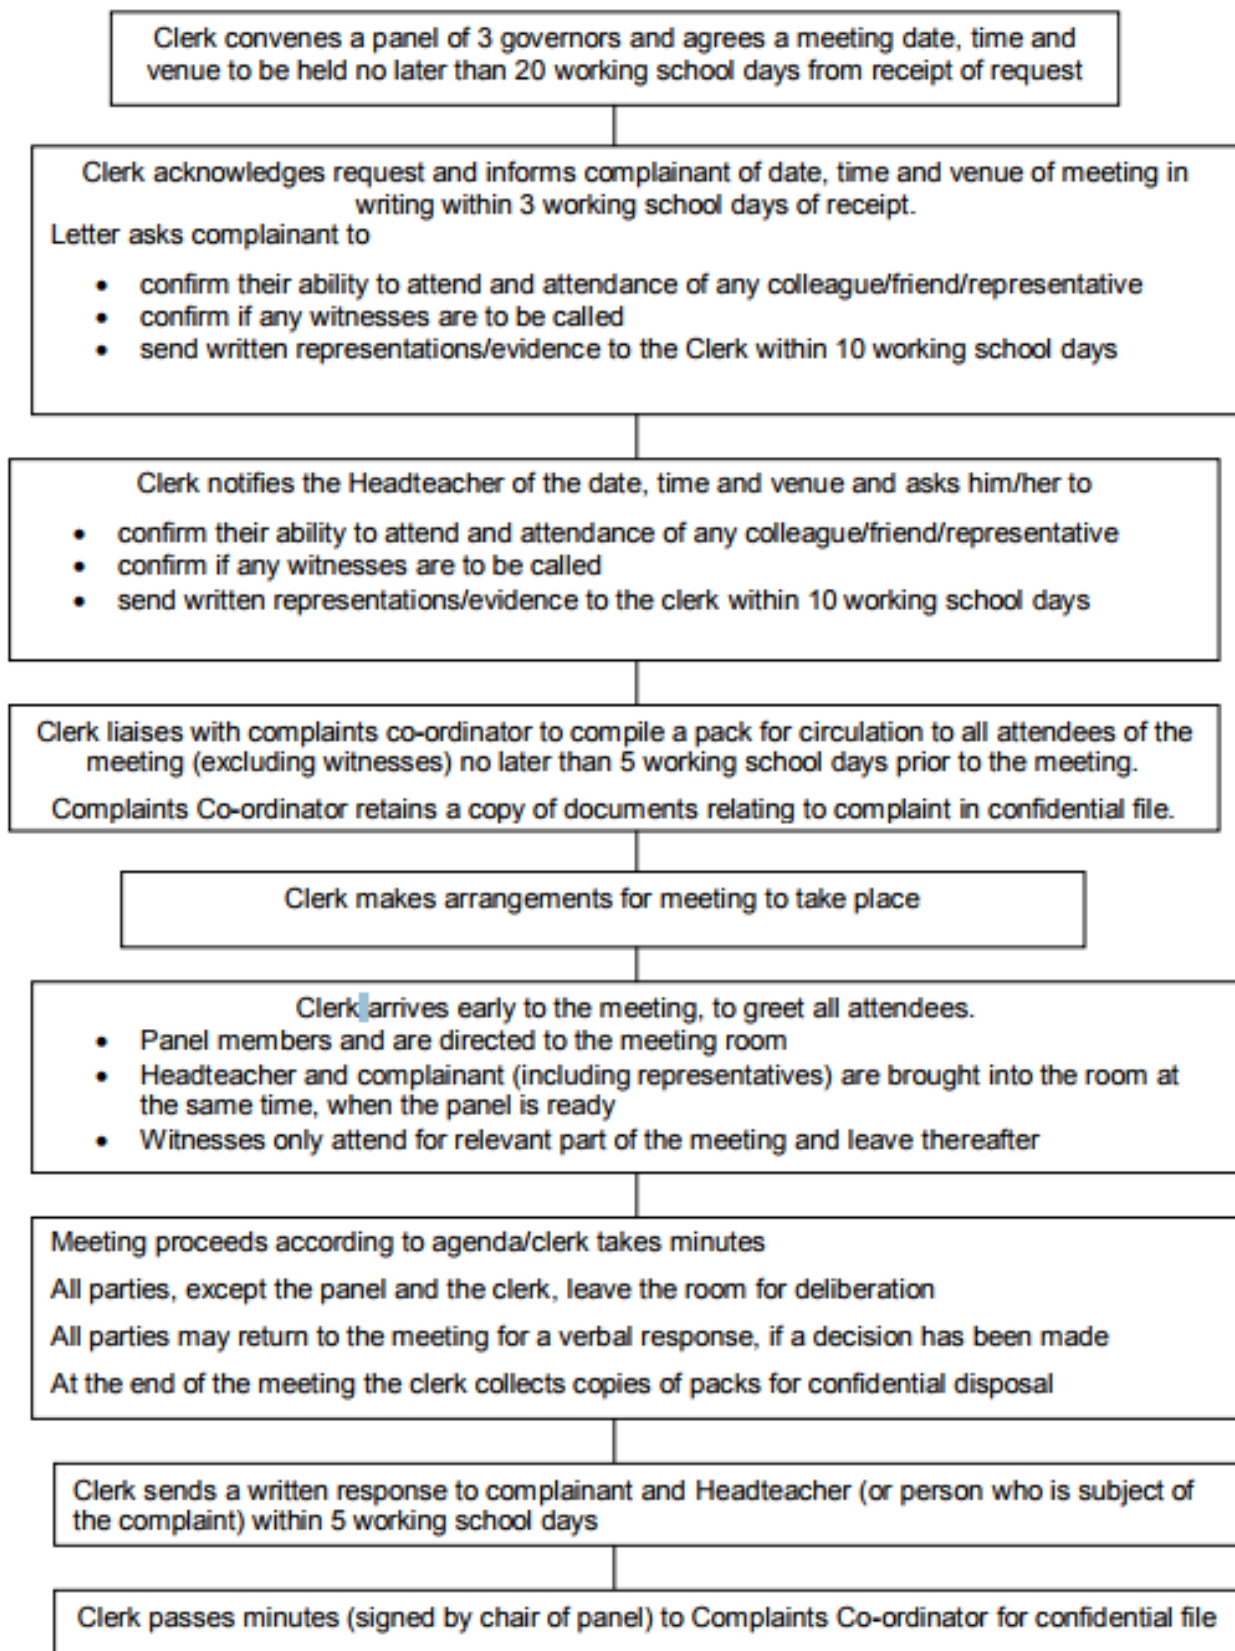 Clerk convenes a panel of 3 governors and agrees a meeting date, time and
venue to be held no later than 20 working school days from receipt of request
Clerk acknowledges request and informs complainant of date, time and venue of meeting in
writing within 3 working school days of receipt.
Letter asks complainant to
• confirm their ability to attend and attendance of any colleague/friend/representative
• confirm if any witnesses are to be called
• send written representations/evidence to the Clerk within 10 working school days
Clerk notifies the Headteacher of the date, time and venue and asks him/her to
• confirm their ability to attend and attendance of any colleague/friend/representative
• confirm if any witnesses are to be called
• send written representations/evidence to the clerk within 10 working school days
Clerk liaises with complaints co-ordinator to compile a pack for circulation to all attendees of the
meeting (excluding witnesses) no later than 5 working school days prior to the meeting.
Complaints Co-ordinator retains a copy of documents relating to complaint in confidential file.
Clerk makes arrangements for meeting to take place
Clerk arrives early to the meeting, to greet all attendees.
• Panel members and are directed to the meeting room
• Headteacher and complainant (including representatives) are brought into the room at
the same time, when the panel is ready
• Witnesses only attend for relevant part of the meeting and leave thereafter
Meeting proceeds according to agenda/clerk takes minutes
All parties, except the panel and the clerk, leave the room for deliberation
All parties may return to the meeting for a verbal response, if a decision has been made
At the end of the meeting the clerk collects copies of packs for confidential disposal
Clerk sends a written response to complainant and Headteacher (or person who is subject of
the complaint) within 5 working school days
Clerk passes minutes (signed by chair of panel) to Complaints Co-ordinator for confidential file